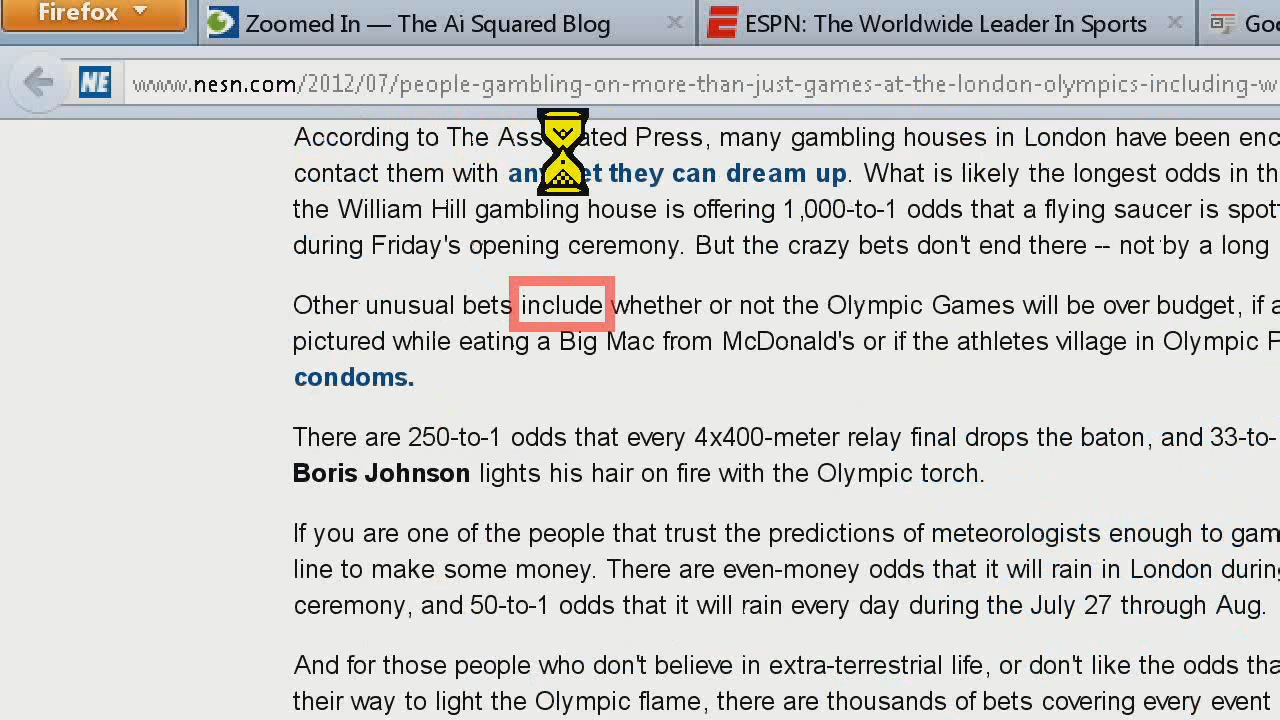 Firefox
Zoomed In — The Ai Squared Blog
ESPN: The Worldwide Leader In Sports
NE www.nesn.com/2012/07/people-gambling-on-more-than-just-games-at-the-london-olympics-including-w
According to The Press, many gambling houses in London have been
contact them with they can dream up. What is likely the longest odds in
the William Hill gambling house is offering 1,000-to-1 odds that a flying saucer is
during Friday's opening ceremony. But the crazy bets don't end there -- not by a long
Other unusual bets include whether or not the Olympic Games will be over budget, if
pictured while eating a Big Mac from McDonald's or if the athletes village in Olympic
condoms.
There are 250-to-1 odds that every 4x400-meter relay final drops the baton, and 33-to-
Boris Johnson lights his hair on fire with the Olympic torch.
If you are one of the people that trust the predictions of meteorologists enough to
line to make some money. There are even-money odds that it will rain in London
ceremony, and 50-to-1 odds that it will rain every day during the July 27 through Aug.
And for those people who don't believe in extra-terrestrial life, or don't like the odds
their way to light the Olympic flame, there are thousands of bets covering every event